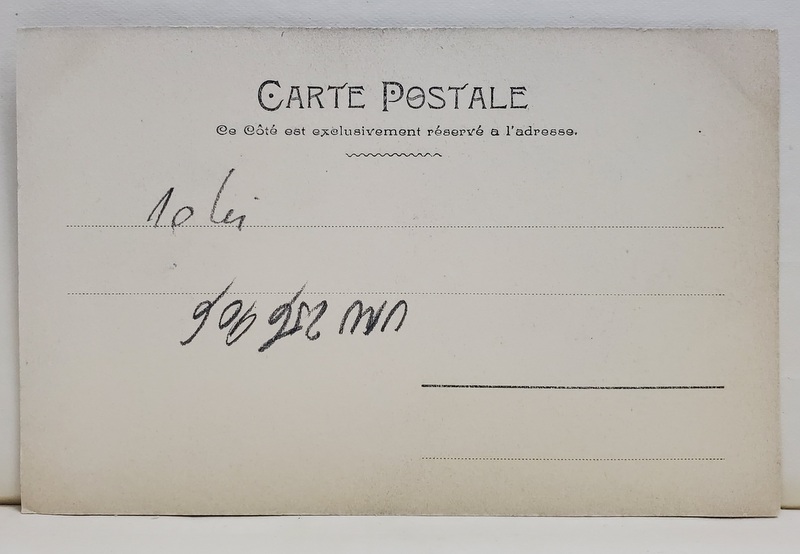 CARTE POSTALE
Ce Côté est exclusivement réservé a l'adresse.
10 lei